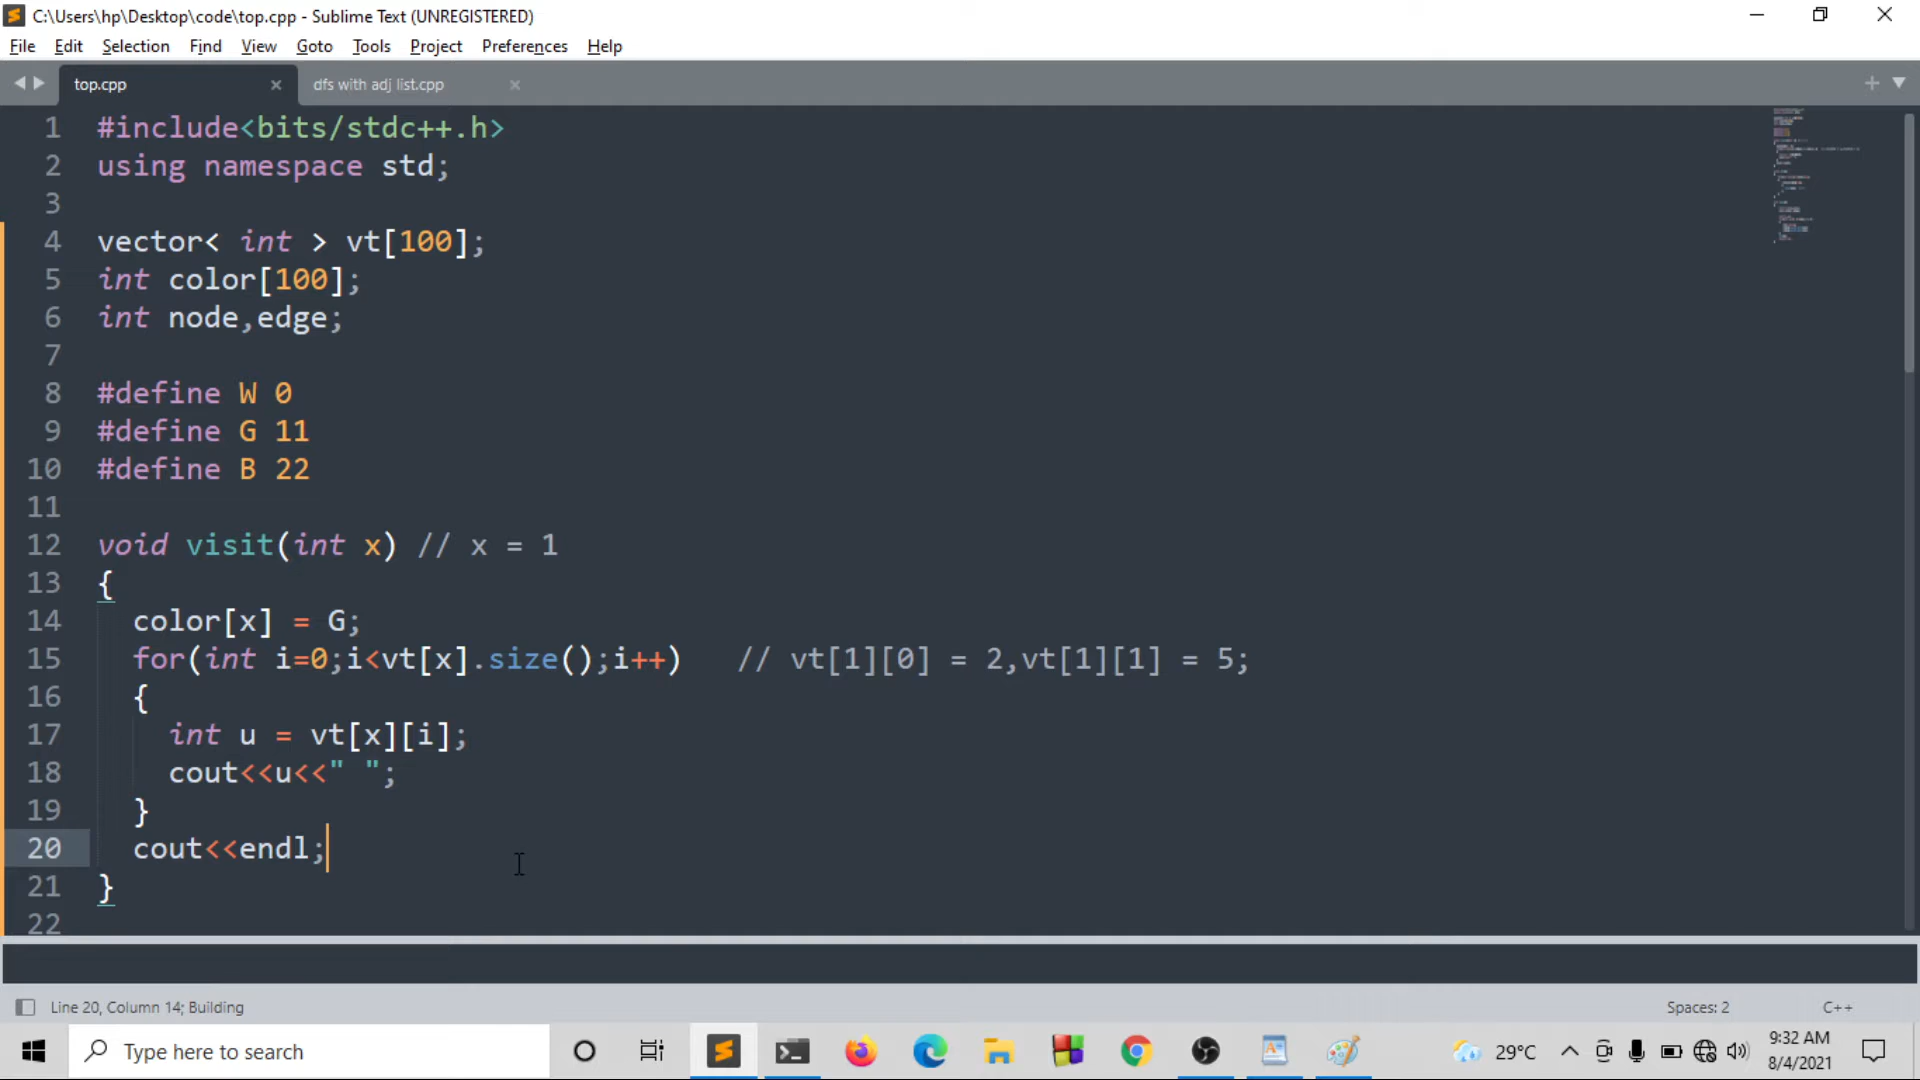 C:\Users\hp\Desktop\code\top.cpp - Sublime Text (UNREGISTERED)
File Edit Selection Find View Goto Tools Project Preferences Help
top.cpp dfs with adj list.cpp
1 #include<bits/stdc++.h>
2 using namespace std;
3
4 vector< int > vt[100];
5 int color[100];
6 int node,edge;
7
8 #define W 0
9 #define G 11
10 #define B 22
11
12 void visit(int x) // x = 1
13 {
14 color[x] = G;
15 for(int i=0;i<vt[x].size();i++) // vt[1][0] = 2,vt[1][1] = 5;
16 {
17 int u = vt[x][i];
18 cout<<u<<" ";
19 }
20 cout<<endl;
21 }
22
Line 20, Column 14; Building Spaces: 2 C++
Type here to search 29°C 9:32 AM
8/4/2021